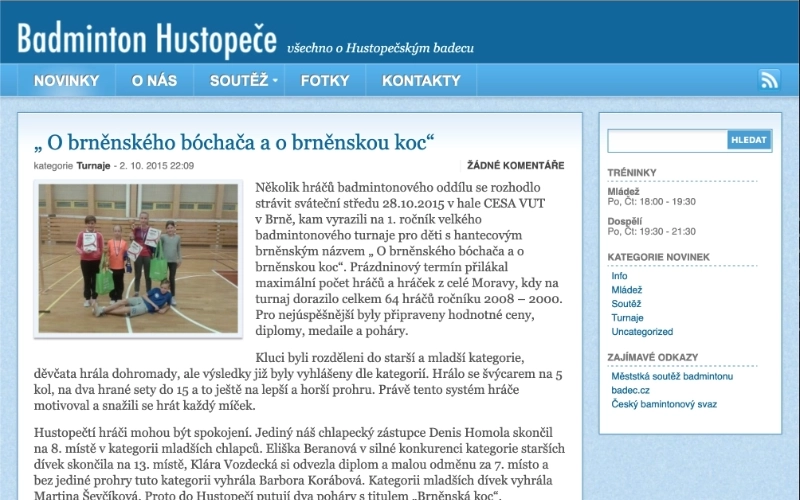 Badminton Hustopeče všechno o Hustopečským badecu
NOVINKY O NÁS SOUTĚŽ FOTKY KONTAKTY
„ O brněnského bóchača a o brněnskou koc“
kategorie Turnaje - 2. 10. 2015 22:09 ŽÁDNÉ KOMENTÁŘE
Několik hráčů badmintonového oddílu se rozhodlo
strávit sváteční středu 28.10.2015 v hale CESA VUT
v Brně, kam vyrazili na 1. ročník velkého
badmintonového turnaje pro děti s hantecovým
brněnským názvem „ O brněnského bóchača a o
brněnskou koc“. Prázdninový termín přilákal
maximální počet hráčů a hráček z celé Moravy, kdy na
turnaj dorazilo celkem 64 hráčů ročníku 2008 – 2000.
Pro nejúspěšnější byly připraveny hodnotné ceny,
diplomy, medaile a poháry.
Kluci byli rozděleni do starší a mladší kategorie,
děvčata hrála dohromady, ale výsledky již byly vyhlášeny dle kategorií. Hrálo se švýcarem na 5
kol, na dva hrané sety do 15 a to ještě na lepší a horší prohru. Právě tento systém hráče
motivoval a snažili se hrát každý míček.
Hustopečtí hráči mohou být spokojení. Jediný náš chlapecký zástupce Denis Homola skončil
na 8. místě v kategorii mladších chlapců. Eliška Beranová v silné konkurenci kategorie starších
dívek skončila na 13. místě, Klára Vozdecká si odvezla diplom a malou odměnu za 7. místo a
bez jediné prohry tuto kategorii vyhrála Barbora Korábová. Kategorii mladších dívek vyhrála
Martina Ševčíková. Proto do Hustopečí putují dva poháry s titulem „Brněnská koc“.
HLEDAT
TRÉNINKY
Mládež
Po, Čt: 18:00 - 19:30
Dospělí
Po, Čt: 19:30 - 21:30
KATEGORIE NOVINEK
Info
Mládež
Soutěž
Turnaje
Uncategorized
ZAJÍMAVÉ ODKAZY
Měststká soutěž badmintonu
badec.cz
Český bamintonový svaz